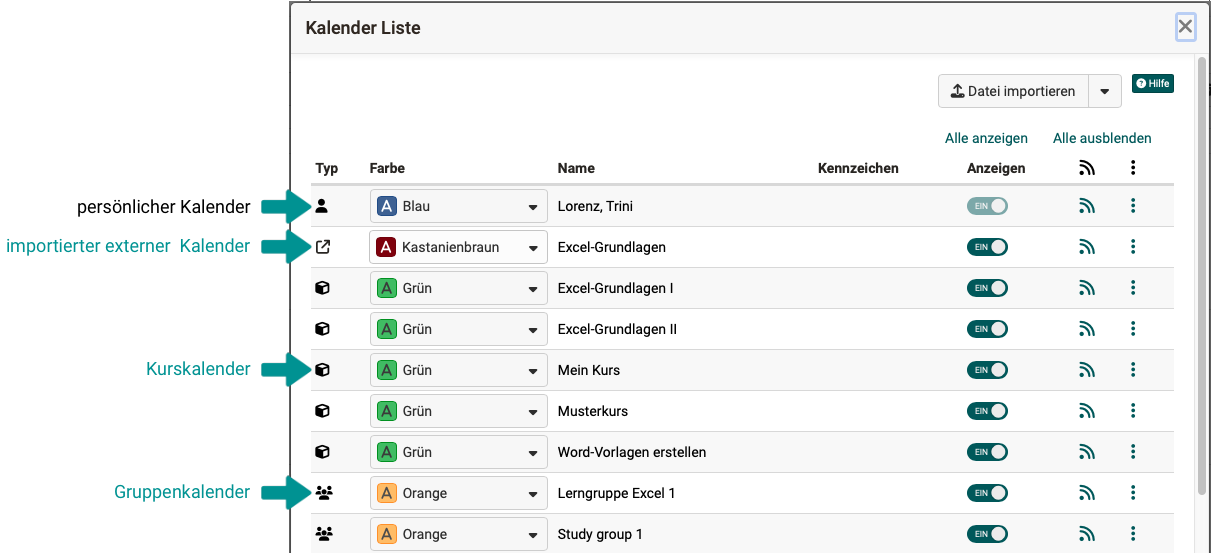 Kalender Liste
Datei importieren
Hilfe
Alle anzeigen Alle ausblenden
Typ Farbe Name Kennzeichen Anzeigen
persönlicher Kalender A Blau Lorenz, Trini EIN
importierter externer Kalender A Kastanienbraun Excel-Grundlagen EIN
A Grün Excel-Grundlagen I EIN
A Grün Excel-Grundlagen II EIN
Kurskalender A Grün Mein Kurs EIN
A Grün Musterkurs EIN
A Grün Word-Vorlagen erstellen EIN
Gruppenkalender A Orange Lerngruppe Excel 1 EIN
A Orange Study group 1 EIN